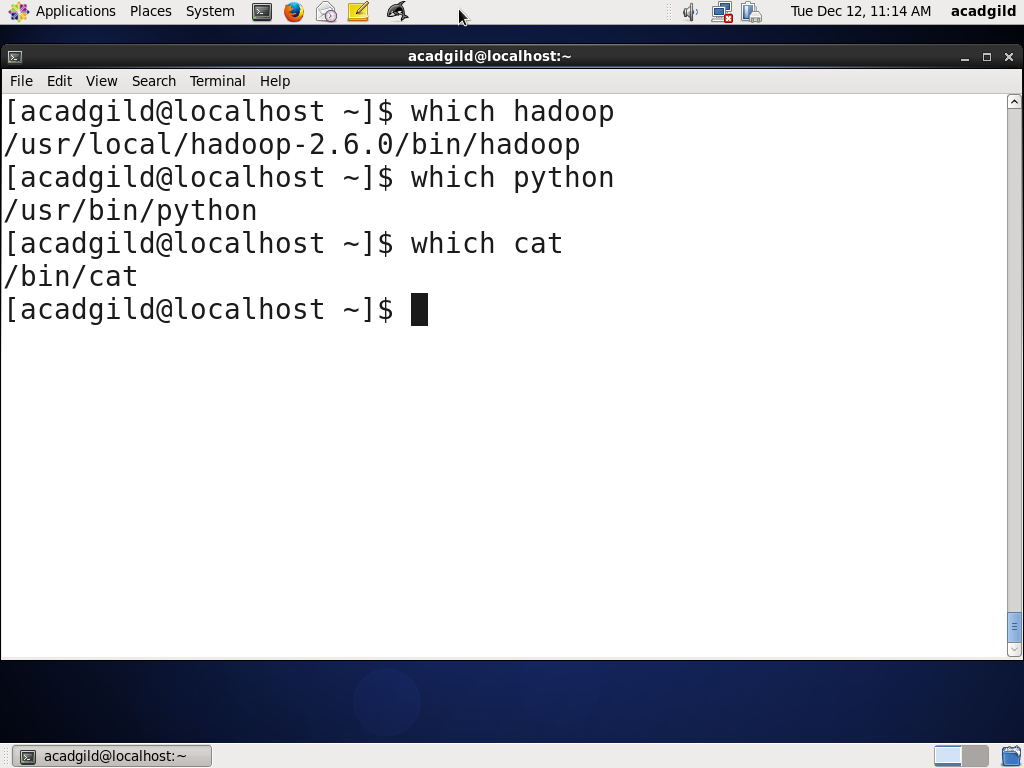 Applications Places System Tue Dec 12, 11:14 AM acadgild
acadgild@localhost:~
File Edit View Search Terminal Help
[acadgild@localhost ~]$ which hadoop
/usr/local/hadoop-2.6.0/bin/hadoop
[acadgild@localhost ~]$ which python
/usr/bin/python
[acadgild@localhost ~]$ which cat
/bin/cat
[acadgild@localhost ~]$
acadgild@localhost:~